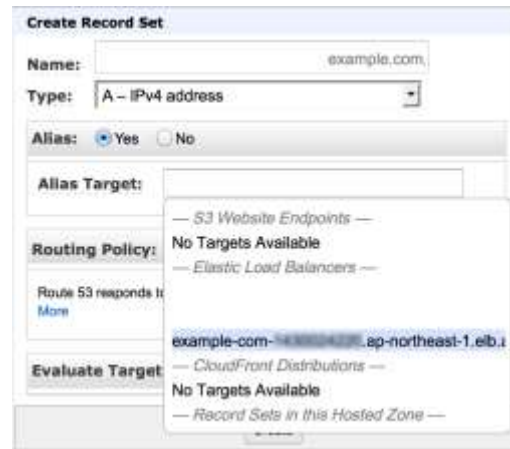 Create Record Set
Name: example.com.
Type: A – IPv4 address
Alias: Yes No
Alias Target:
— S3 Website Endpoints —
No Targets Available
— Elastic Load Balancers —
Routing Policy:
Route 53 responds to
More
example-com- .ap-northeast-1.elb.a
— CloudFront Distributions —
Evaluate Target
No Targets Available
— Record Sets in this Hosted Zone —